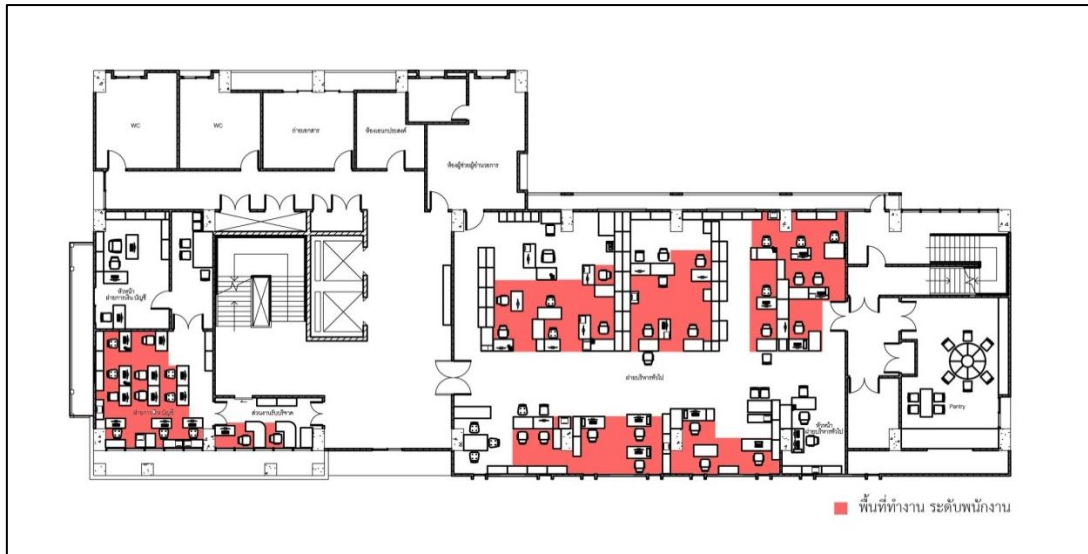 WC
WC
ถ่ายเอกสาร
ห้องอเนกประสงค์
ห้องผู้ช่วยผู้อำนวยการ
หัวหน้า
ฝ่ายการเงินบัญชี
ฝ่ายการเงินบัญชี
ส่วนงานรับบริจาค
ฝ่ายบริหารทั่วไป
หัวหน้า
ฝ่ายบริหารทั่วไป
Pantry
พื้นที่ทำงาน ระดับพนักงาน